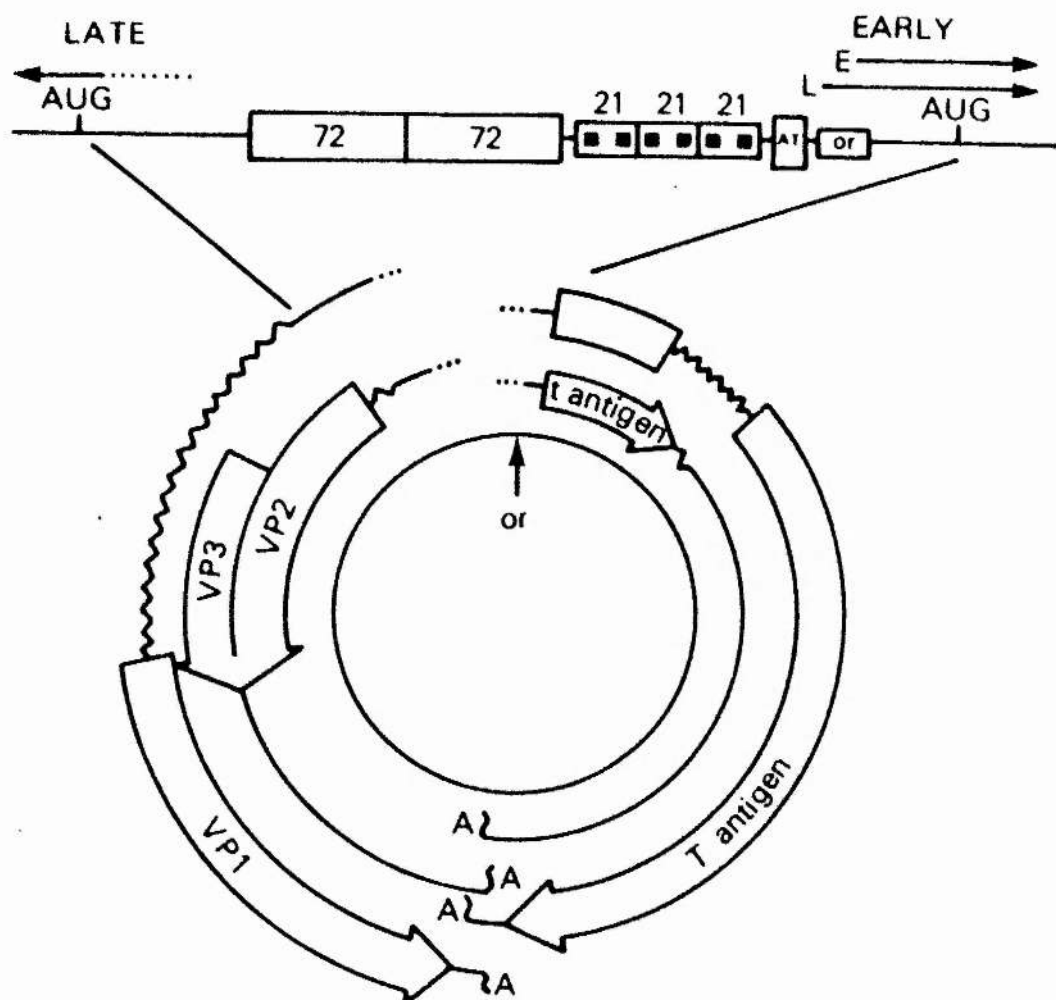 LATE
EARLY
E
L
AUG
21 21 21
AUG
72 72
AT
or
t antigen
or
VP2
VP3
VP1
T antigen
A
A
A
A